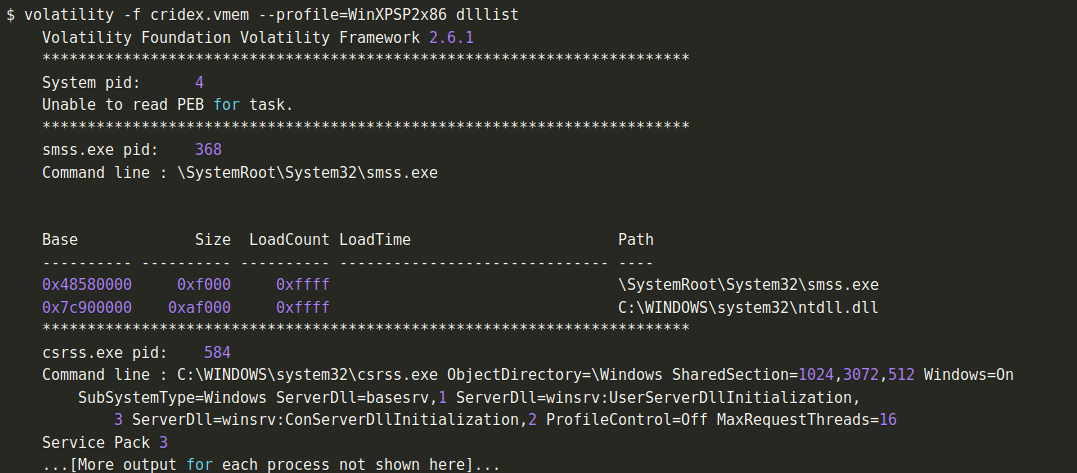 $ volatility -f cridex.vmem --profile=WinXPSP2x86 dlllist
Volatility Foundation Volatility Framework 2.6.1
************************************************************************
System pid:      4
Unable to read PEB for task.
************************************************************************
smss.exe pid:    368
Command line : \SystemRoot\System32\smss.exe
Base             Size  LoadCount LoadTime                       Path
---------- ---------- ---------- ------------------------------ ----
0x48580000     0xf000     0xffff                                \SystemRoot\System32\smss.exe
0x7c900000    0xaf000     0xffff                                C:\WINDOWS\system32\ntdll.dll
************************************************************************
csrss.exe pid:    584
Command line : C:\WINDOWS\system32\csrss.exe ObjectDirectory=\Windows SharedSection=1024,3072,512 Windows=On
SubSystemType=Windows ServerDll=basesrv,1 ServerDll=winsrv:UserServerDllInitialization,
3 ServerDll=winsrv:ConServerDllInitialization,2 ProfileControl=Off MaxRequestThreads=16
Service Pack 3
...[More output for each process not shown here]...